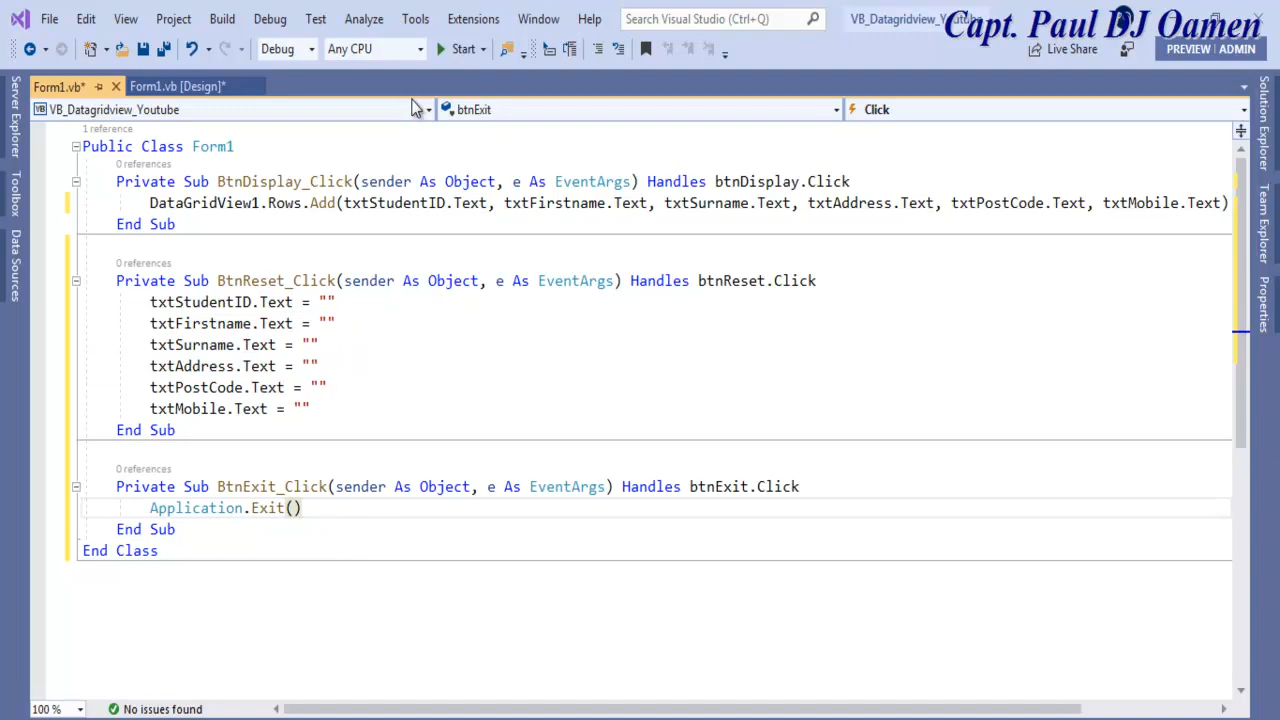 File Edit View Project Build Debug Test Analyze Tools Extensions Window Help Search Visual Studio (Ctrl+Q) VB_Datagridview_Youtube
Capt. Paul DJ Oamen
Debug Any CPU Start Live Share PREVIEW | ADMIN
Form1.vb* Form1.vb [Design]*
VB_Datagridview_Youtube btnExit Click
Server Explorer
Toolbox
Data Sources
1 reference
Public Class Form1
0 references
Private Sub BtnDisplay_Click(sender As Object, e As EventArgs) Handles btnDisplay.Click
DataGridView1.Rows.Add(txtStudentID.Text, txtFirstname.Text, txtSurname.Text, txtAddress.Text, txtPostCode.Text, txtMobile.Text)
End Sub
0 references
Private Sub BtnReset_Click(sender As Object, e As EventArgs) Handles btnReset.Click
txtStudentID.Text = ""
txtFirstname.Text = ""
txtSurname.Text = ""
txtAddress.Text = ""
txtPostCode.Text = ""
txtMobile.Text = ""
End Sub
0 references
Private Sub BtnExit_Click(sender As Object, e As EventArgs) Handles btnExit.Click
Application.Exit()
End Sub
End Class
Solution Explorer
Team Explorer
Properties
100 % No issues found